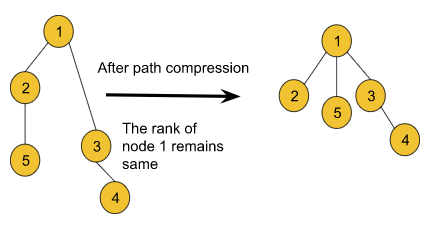 1
1
After path compression
2
2
5
3
The rank of
node 1 remains
same
3
5
4
4